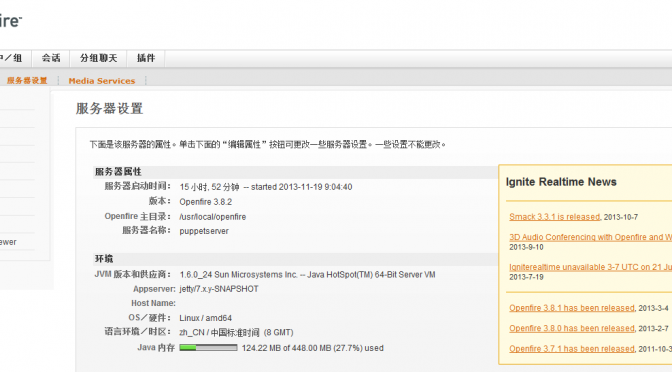 ire™
户／组 会话 分组聊天 插件
服务器设置 Media Services
服务器设置
下面是该服务器的属性。单击下面的“编辑属性”按钮可更改一些服务器设置。一些设置不能更改。
服务器属性
服务器启动时间： 15 小时, 52 分钟 -- started 2013-11-19 9:04:40
版本： Openfire 3.8.2
Openfire 主目录： /usr/local/openfire
服务器名称： puppetserver
环境
JVM 版本和供应商： 1.6.0_24 Sun Microsystems Inc. -- Java HotSpot(TM) 64-Bit Server VM
Appserver: jetty/7.x.y-SNAPSHOT
Host Name:
OS／硬件： Linux / amd64
语言环境／时区： zh_CN / 中国标准时间 (8 GMT)
Java 内存 124.22 MB of 448.00 MB (27.7%) used
ewer
Ignite Realtime News
Smack 3.3.1 is released, 2013-10-7
3D Audio Conferencing with Openfire and W
2013-9-10
Igniterealtime unavailable 3-7 UTC on 21 Ju
2013-7-19
Openfire 3.8.1 has been released, 2013-3-4
Openfire 3.8.0 has been released, 2013-2-7
Openfire 3.7.1 has been released, 2011-10-3